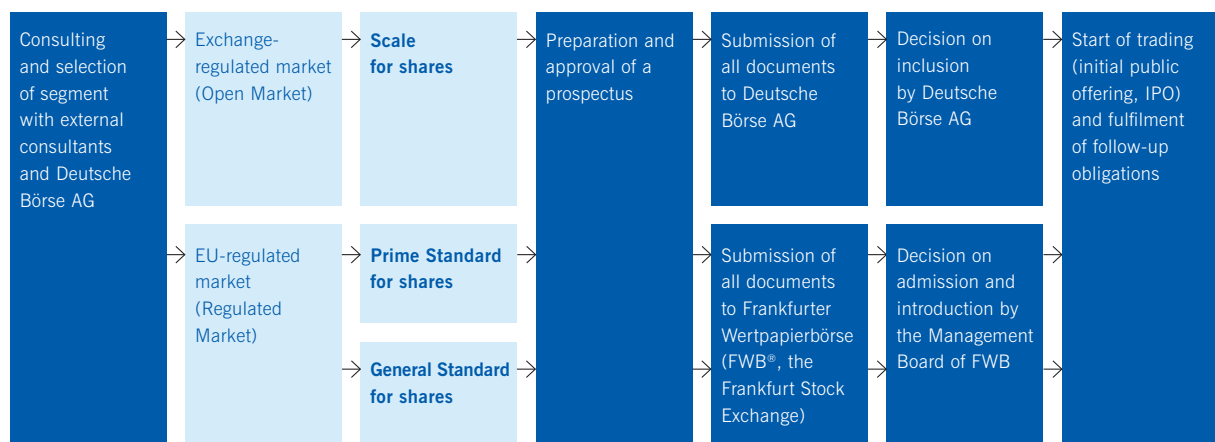 Consulting
and selection
of segment
with external
consultants
and Deutsche
Börse AG
Exchange-
regulated market
(Open Market)
Scale
for shares
Preparation and
approval of a
prospectus
Submission of
all documents
to Deutsche
Börse AG
Decision on
inclusion
by Deutsche
Börse AG
Start of trading
(initial public
offering, IPO)
and fulfilment
of follow-up
obligations
EU-regulated
market
(Regulated
Market)
Prime Standard
for shares
General Standard
for shares
Submission of
all documents
to Frankfurter
Wertpapierbörse
(FWB®, the
Frankfurt Stock
Exchange)
Decision on
admission and
introduction by
the Management
Board of FWB